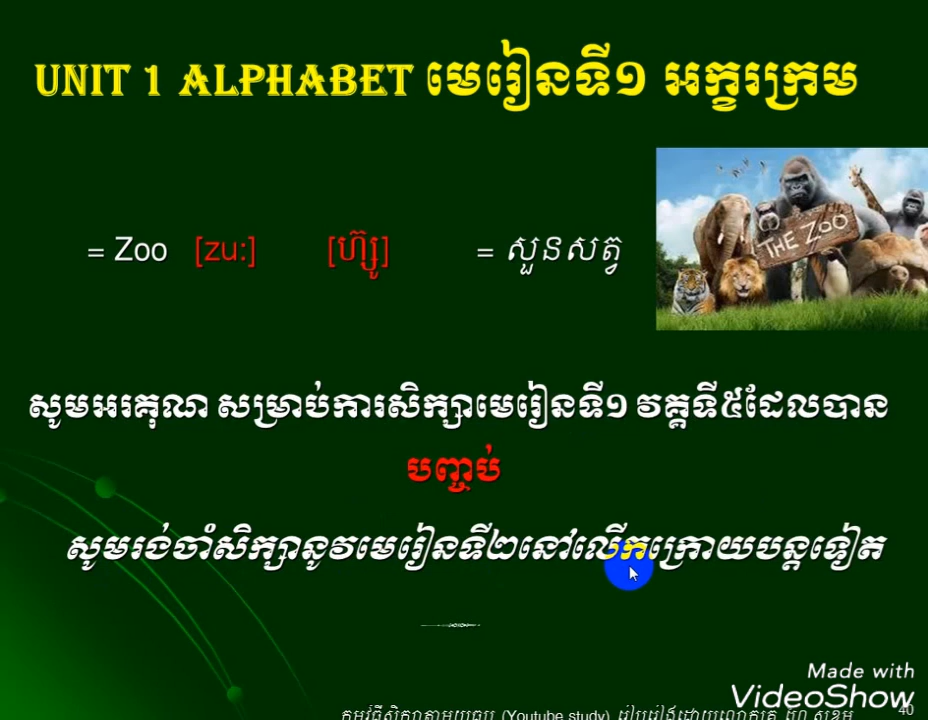 UNIT 1 ALPHABET មេរៀនទី១ អក្ខរក្រម
THE ZOO
= Zoo [zu:] [ហ៊្សូ] = សួនសត្វ
សូមអរគុណ សម្រាប់ការសិក្សាមេរៀនទី១ វគ្គទី៥ដែលបាន
បញ្ចប់
សូមរង់ចាំសិក្សានូវមេរៀនទី២នៅលើកក្រោយបន្តទៀត
Made with
VideoShow
(Youtube study) 40